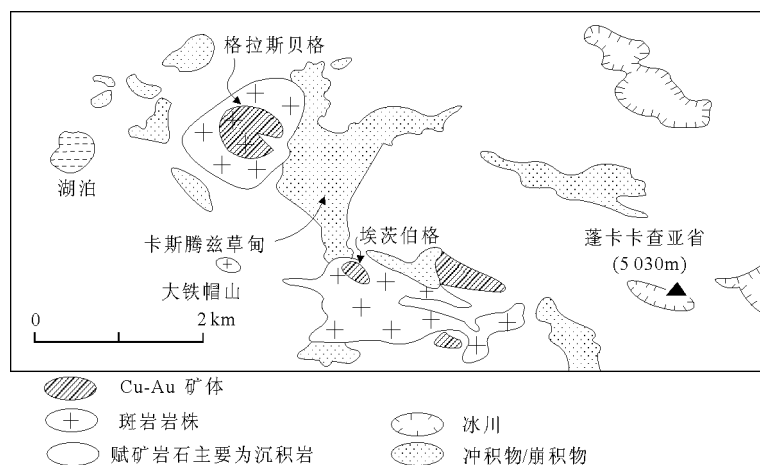 格拉斯贝格
湖泊
卡斯腾兹草甸
埃茨伯格
蓬卡卡查亚省
(5 030m)
大铁帽山
0 2 km
Cu-Au 矿体
斑岩岩株
冰川
赋矿岩石主要为沉积岩
冲积物/崩积物